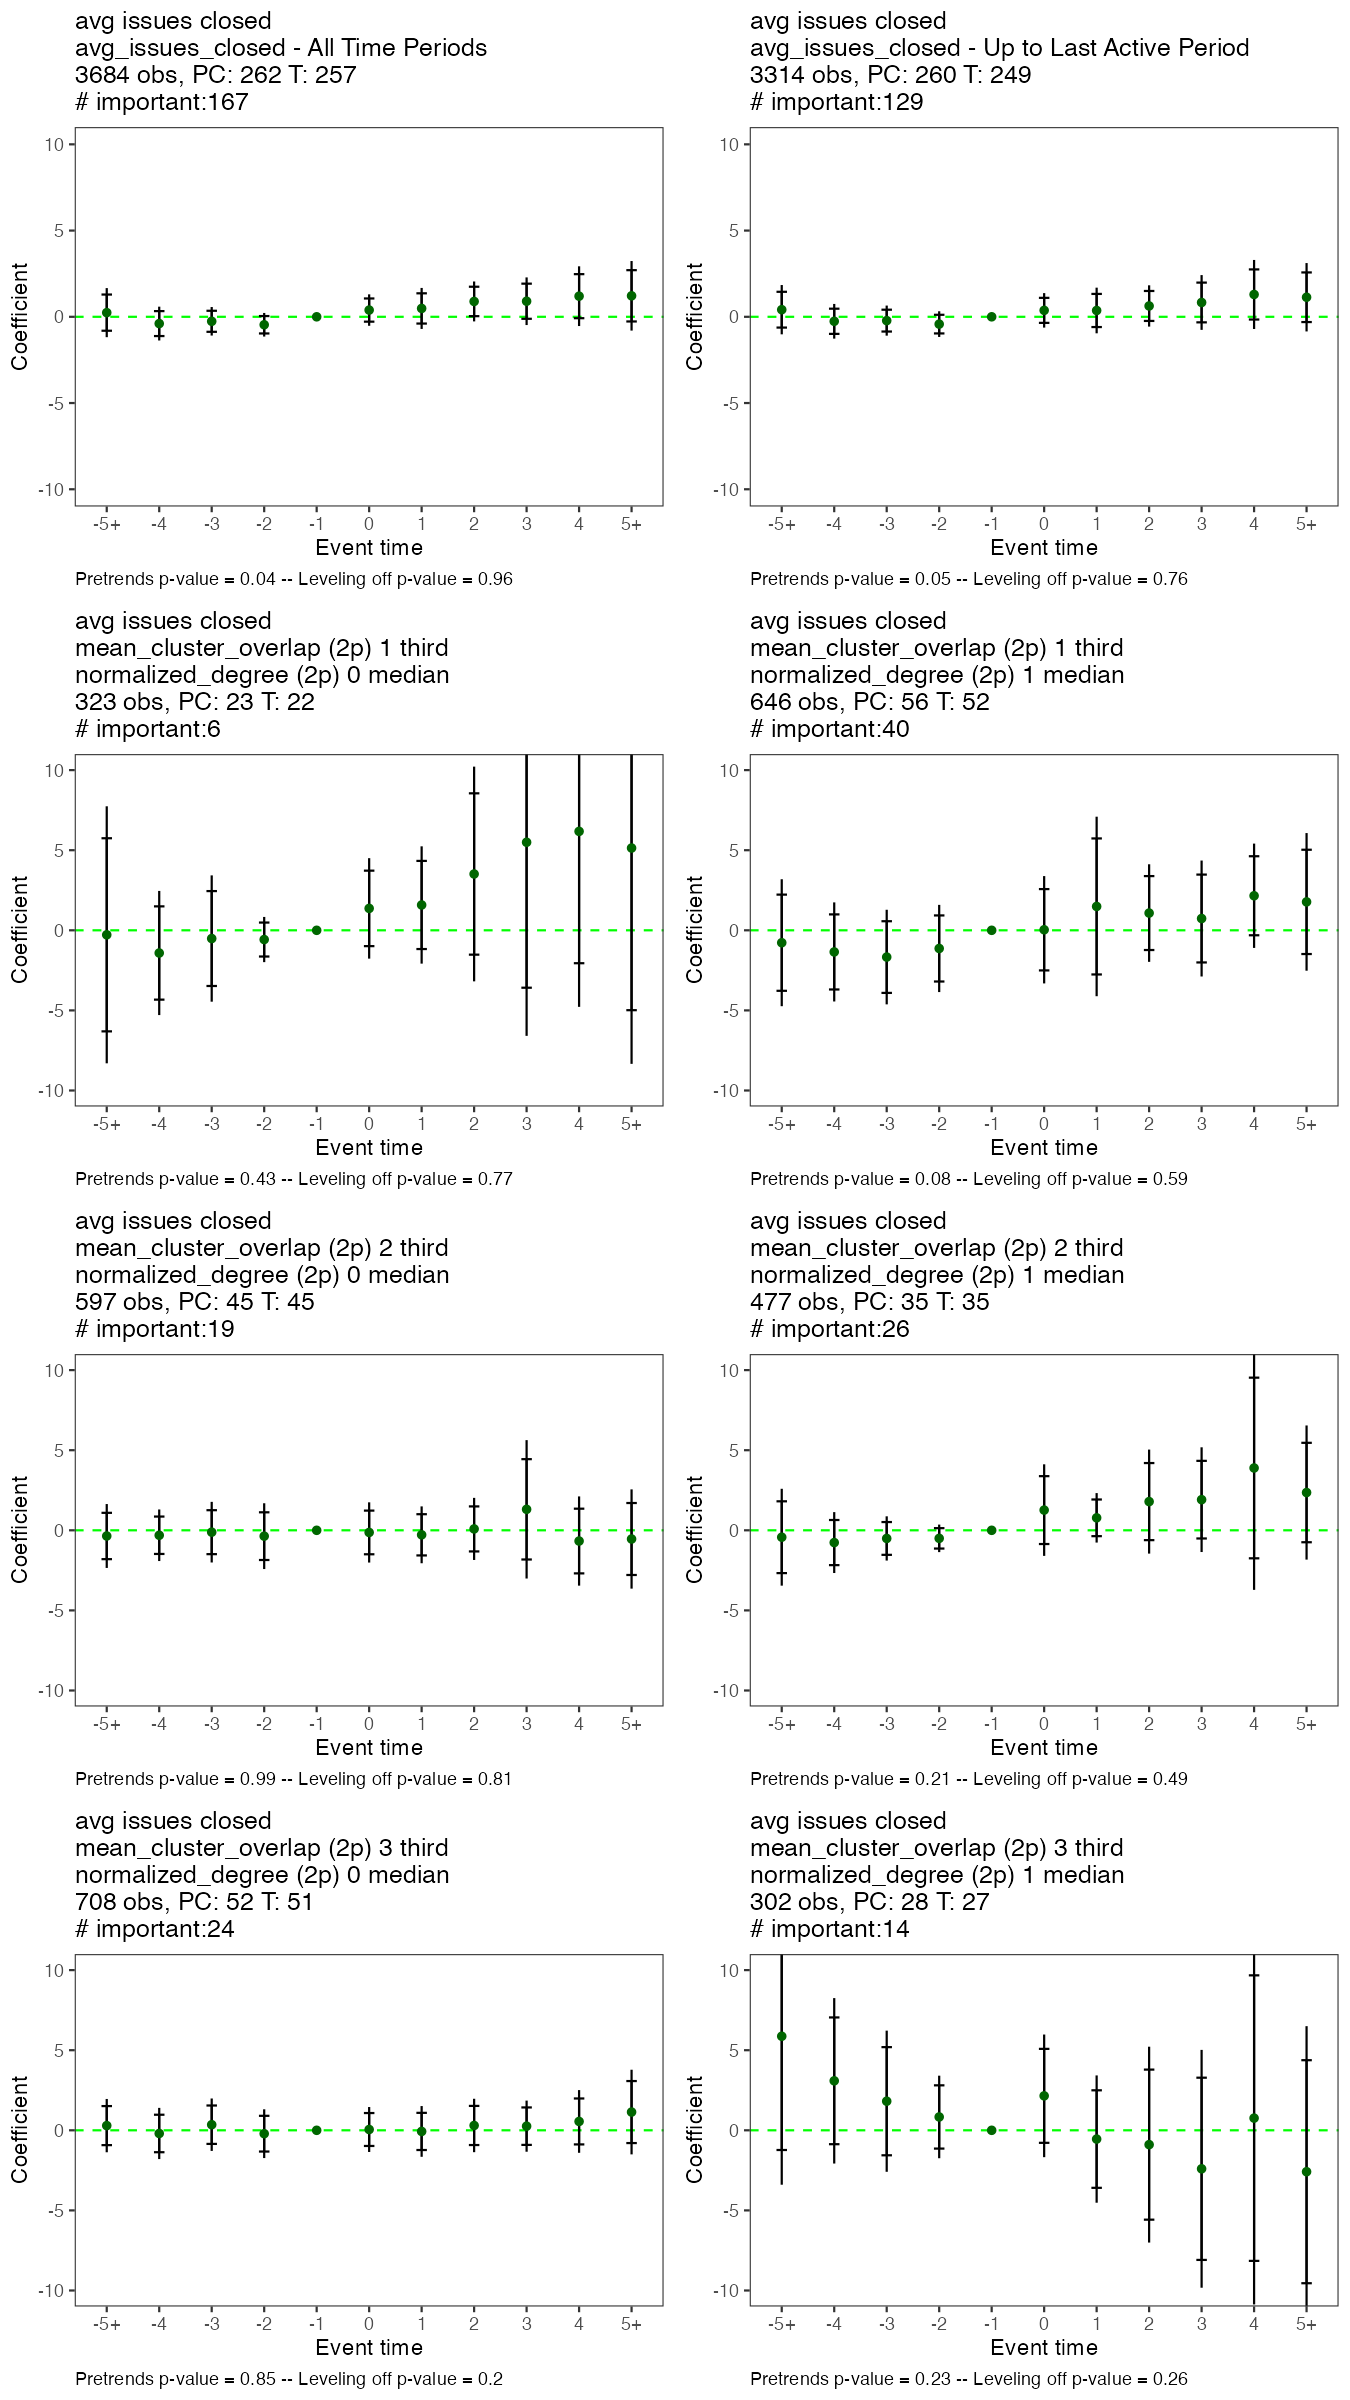 avg issues closed
avg_issues_closed - All Time Periods
3684 obs, PC: 262 T: 257
# important:167
10
5
0
-5
-10
Coefficient
-5+ -4 -3 -2 -1 0 1 2 3 4 5+
Event time
Pretrends p-value = 0.04 -- Leveling off p-value = 0.96
avg issues closed
avg_issues_closed - Up to Last Active Period
3314 obs, PC: 260 T: 249
# important:129
10
5
0
-5
-10
Coefficient
-5+ -4 -3 -2 -1 0 1 2 3 4 5+
Event time
Pretrends p-value = 0.05 -- Leveling off p-value = 0.76
avg issues closed
mean_cluster_overlap (2p) 1 third
normalized_degree (2p) 0 median
323 obs, PC: 23 T: 22
# important:6
10
5
0
-5
-10
Coefficient
-5+ -4 -3 -2 -1 0 1 2 3 4 5+
Event time
Pretrends p-value = 0.43 -- Leveling off p-value = 0.77
avg issues closed
mean_cluster_overlap (2p) 1 third
normalized_degree (2p) 1 median
646 obs, PC: 56 T: 52
# important:40
10
5
0
-5
-10
Coefficient
-5+ -4 -3 -2 -1 0 1 2 3 4 5+
Event time
Pretrends p-value = 0.08 -- Leveling off p-value = 0.59
avg issues closed
mean_cluster_overlap (2p) 2 third
normalized_degree (2p) 0 median
597 obs, PC: 45 T: 45
# important:19
10
5
0
-5
-10
Coefficient
-5+ -4 -3 -2 -1 0 1 2 3 4 5+
Event time
Pretrends p-value = 0.99 -- Leveling off p-value = 0.81
avg issues closed
mean_cluster_overlap (2p) 2 third
normalized_degree (2p) 1 median
477 obs, PC: 35 T: 35
# important:26
10
5
0
-5
-10
Coefficient
-5+ -4 -3 -2 -1 0 1 2 3 4 5+
Event time
Pretrends p-value = 0.21 -- Leveling off p-value = 0.49
avg issues closed
mean_cluster_overlap (2p) 3 third
normalized_degree (2p) 0 median
708 obs, PC: 52 T: 51
# important:24
10
5
0
-5
-10
Coefficient
-5+ -4 -3 -2 -1 0 1 2 3 4 5+
Event time
Pretrends p-value = 0.85 -- Leveling off p-value = 0.2
avg issues closed
mean_cluster_overlap (2p) 3 third
normalized_degree (2p) 1 median
302 obs, PC: 28 T: 27
# important:14
10
5
0
-5
-10
Coefficient
-5+ -4 -3 -2 -1 0 1 2 3 4 5+
Event time
Pretrends p-value = 0.23 -- Leveling off p-value = 0.26